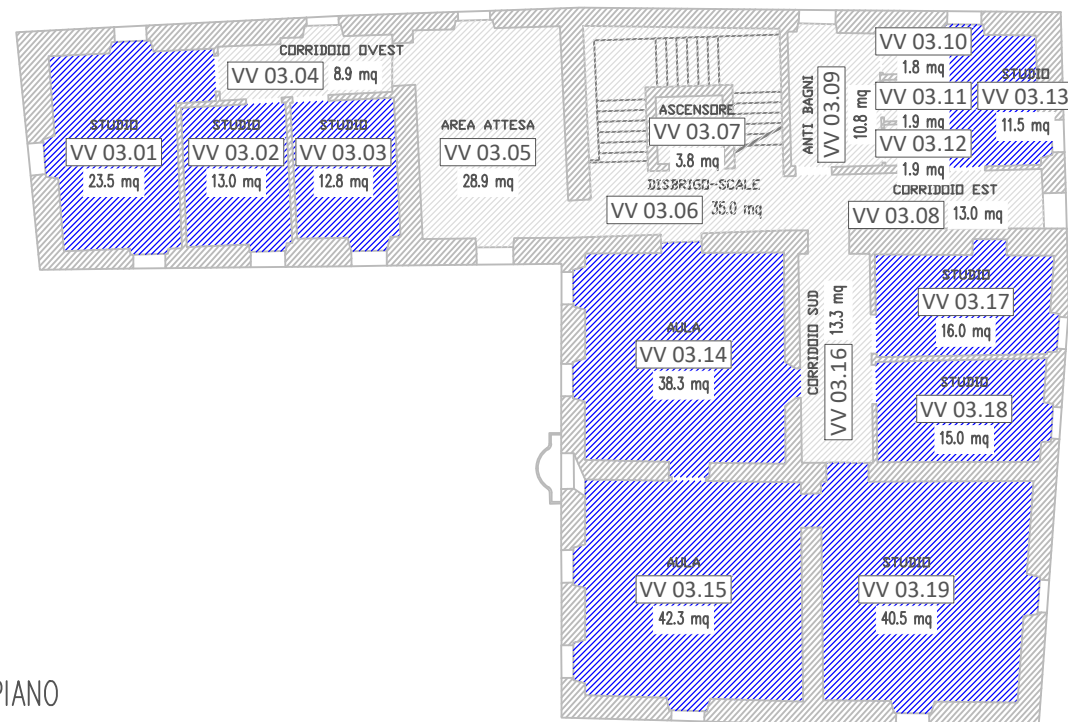 CORRIDOIO OVEST
VV 03.04 8.9 mq
STUDIO
VV 03.01
23.5 mq
STUDIO
VV 03.02
13.0 mq
STUDIO
VV 03.03
12.8 mq
AREA ATTESA
VV 03.05
28.9 mq
ASCENSORE
VV 03.07
3.8 mq
DISBRIGO-SCALE
VV 03.06 35.0 mq
ANTI BAGNI
VV 03.09
10.8 mq
VV 03.10
1.8 mq
VV 03.11
1.9 mq
VV 03.12
1.9 mq
STUDIO
VV 03.13
11.5 mq
CORRIDOIO EST
VV 03.08 13.0 mq
AULA
VV 03.14
38.3 mq
CORRIDOIO SUD
VV 03.16
13.3 mq
STUDIO
VV 03.17
16.0 mq
STUDIO
VV 03.18
15.0 mq
AULA
VV 03.15
42.3 mq
STUDIO
VV 03.19
40.5 mq
PIANO